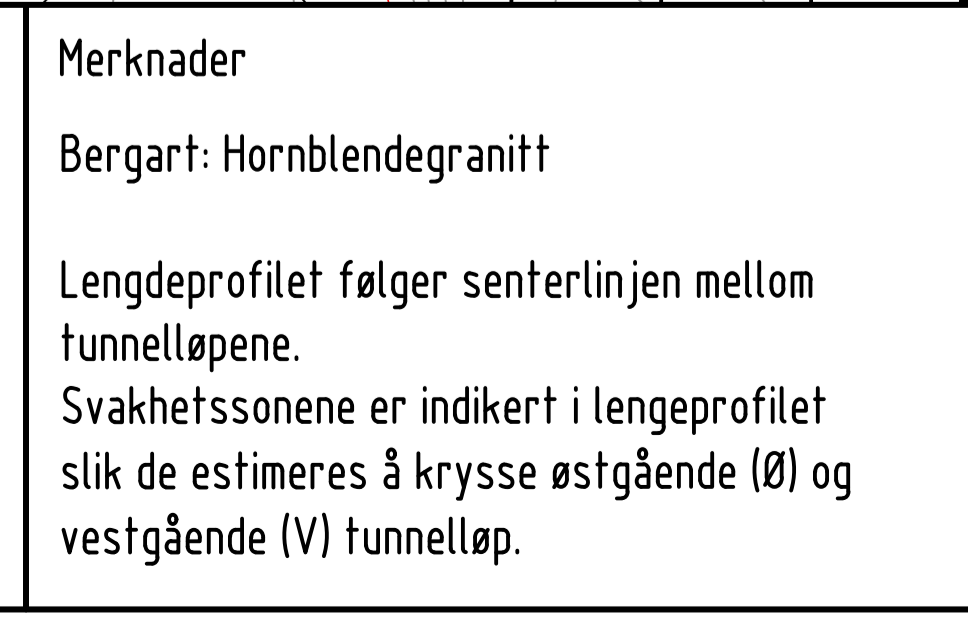 Merknader
Bergart: Hornblendegranitt
Lengdeprofilet følger senterlinjen mellom
tunnelløpene.
Svakhetssonene er indikert i lengeprofilet
slik de estimeres å krysse østgående (Ø) og
vestgående (V) tunnelløp.